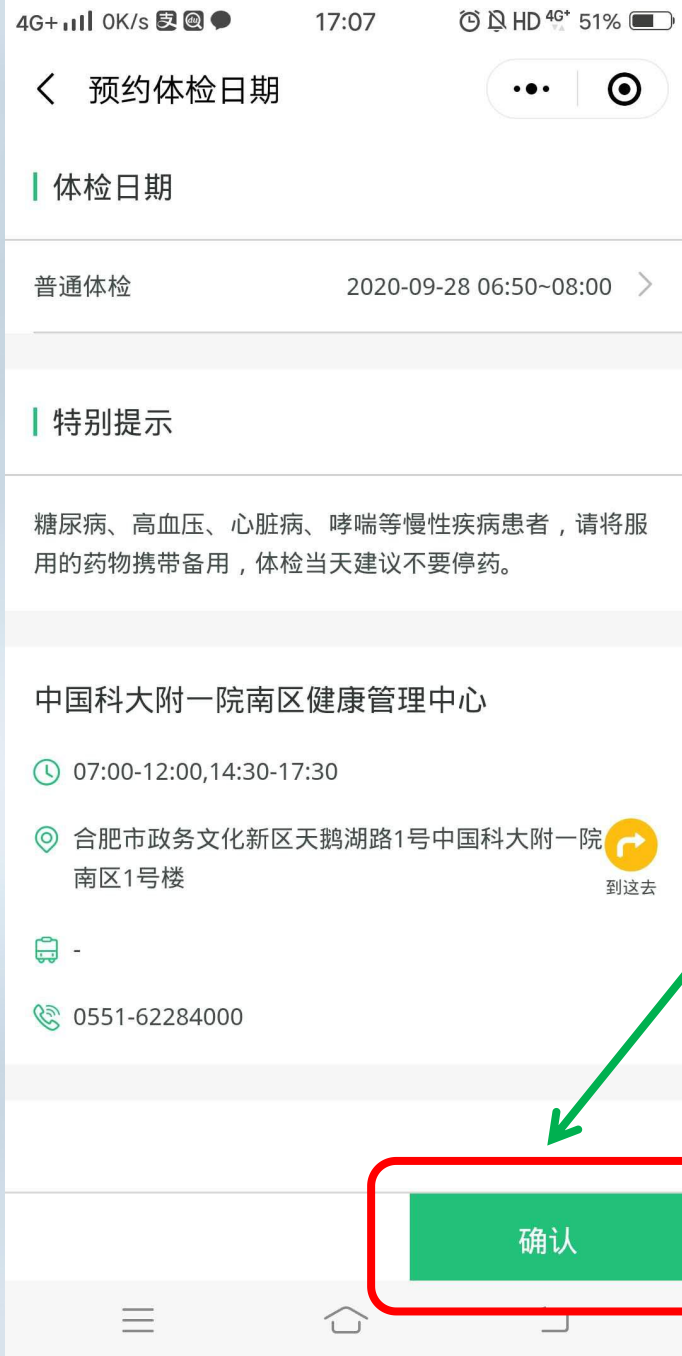 4G+ 0K/s 支 17:07 HD 4G+ 51%
预约体检日期
体检日期
普通体检 2020-09-28 06:50~08:00
特别提示
糖尿病、高血压、心脏病、哮喘等慢性疾病患者，请将服
用的药物携带备用，体检当天建议不要停药。
中国科大附一院南区健康管理中心
07:00-12:00,14:30-17:30
合肥市政务文化新区天鹅湖路1号中国科大附一院
南区1号楼
到这去
-
0551-62284000
确认